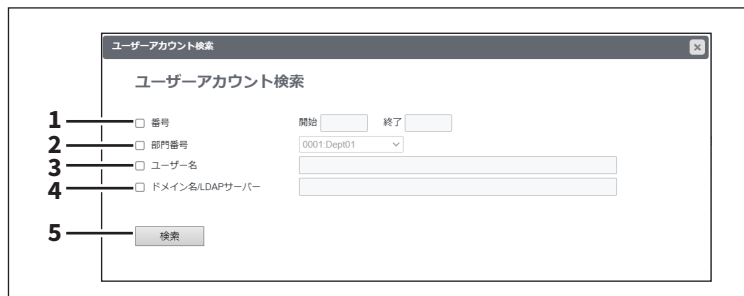 ユーザーアカウント検索
ユーザーアカウント検索
1 番号 開始 終了
2 部門番号 0001:Dept01
3 ユーザー名
4 ドメイン名/LDAPサーバー
5 検索